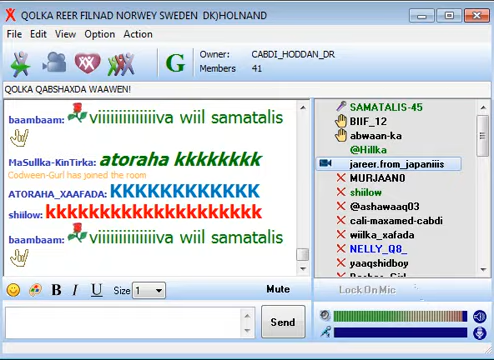 QOLKA REER FILNAD NORWEY SWEDEN DK)HOLNAND
File Edit View Option Action
G
Owner: CABDI_HODDAN_DR
Members 41
QOLKA QABSHAXDA WAAWEN!
baambaam: viiiiiiiiiiiiiva wiil samatalis
MaSullka-KinTirka: atoraha kkkkkkkk
Codween-Gurl has joined the room
ATORAHA_XAAFADA: KKKKKKKKKKKK
shiilow: kkkkkkkkkkkkkkkkkkkk
baambaam: viiiiiiiiiiiiiva wiil samatalis
SAMATALIS-45
BIIF_12
abwaan-ka
@Hillka
jareer.from_japaniiis
MURJAAN0
shiilow
@ashawaaq03
cali-maxamed-cabdi
wiilka_xafada
NELLY_Q8_
yaaqshidboy
B I U Size 1 Mute
Lock On Mic
Send